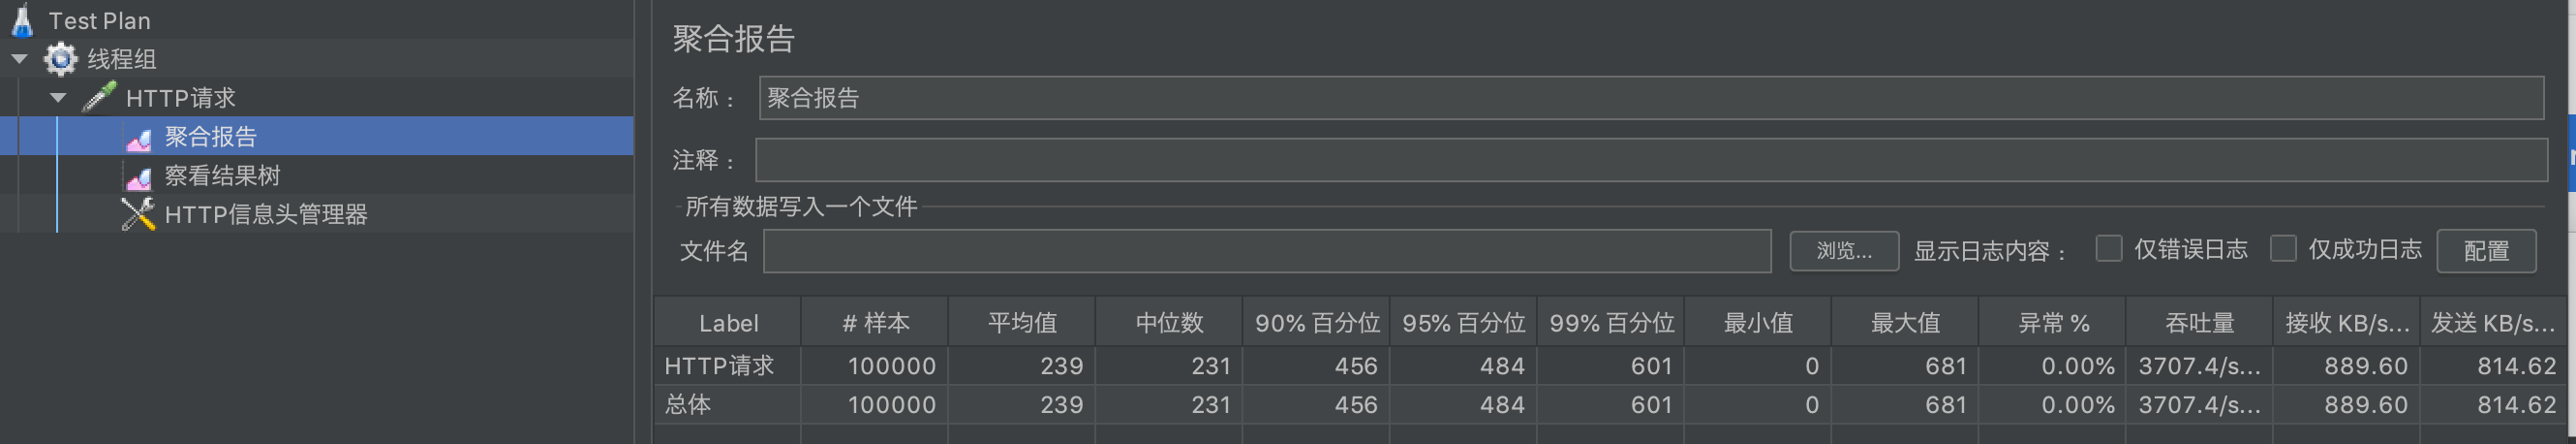 Test Plan
线程组
HTTP请求
聚合报告
察看结果树
HTTP信息头管理器
聚合报告
名称： 聚合报告
注释：
所有数据写入一个文件
文件名 浏览... 显示日志内容： 仅错误日志 仅成功日志 配置
Label # 样本 平均值 中位数 90% 百分位 95% 百分位 99% 百分位 最小值 最大值 异常 % 吞吐量 接收 KB/s... 发送 KB/s...
HTTP请求 100000 239 231 456 484 601 0 681 0.00% 3707.4/s... 889.60 814.62
总体 100000 239 231 456 484 601 0 681 0.00% 3707.4/s... 889.60 814.62